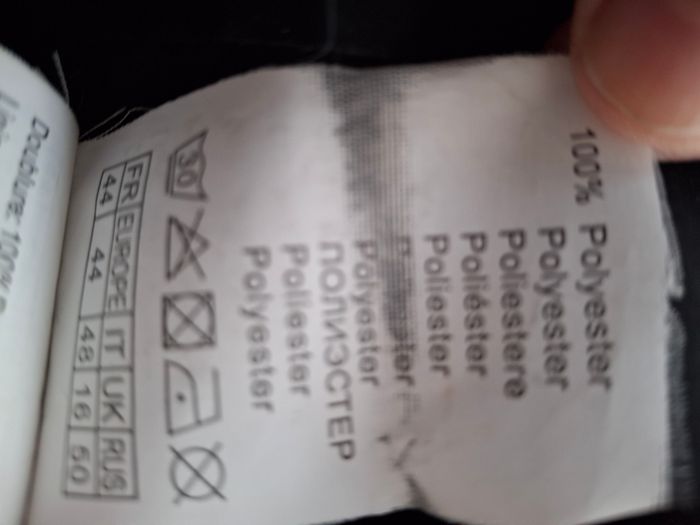 100% Polyester
Polyester
Poliestere
Poliéster
Poliester
Polyester
ПОЛИЭСТЕР
Poliester
Polyester
30
FR EUROPE IT UK RUS
44 44 48 16 50
Doublure: 100%